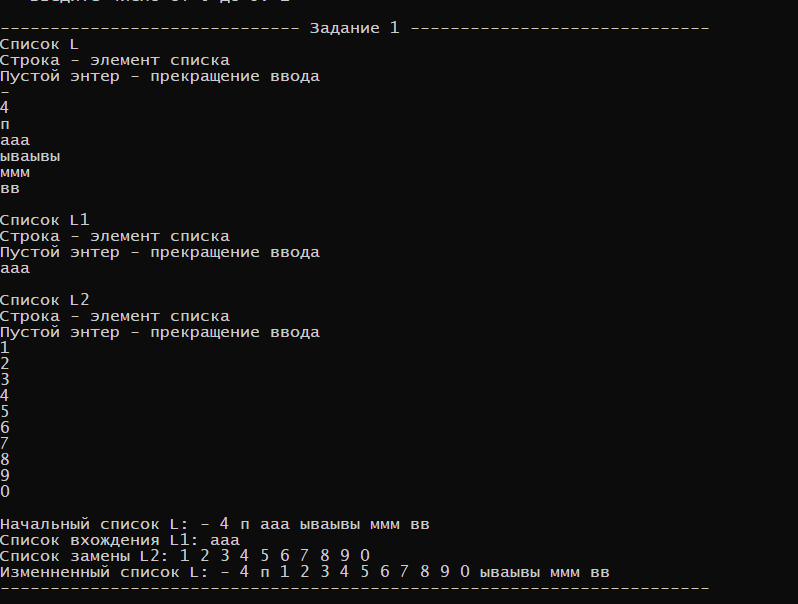 ------------------------------ Задание 1 ------------------------------
Список L
Строка - элемент списка
Пустой энтер - прекращение ввода
-
4
п
ааа
ываывы
ммм
вв
Список L1
Строка - элемент списка
Пустой энтер - прекращение ввода
ааа
Список L2
Строка - элемент списка
Пустой энтер - прекращение ввода
1
2
3
4
5
6
7
8
9
0
Начальный список L: - 4 п ааа ываывы ммм вв
Список вхождения L1: ааа
Список замены L2: 1 2 3 4 5 6 7 8 9 0
Изменненный список L: - 4 п 1 2 3 4 5 6 7 8 9 0 ываывы ммм вв
-----------------------------------------------------------------------